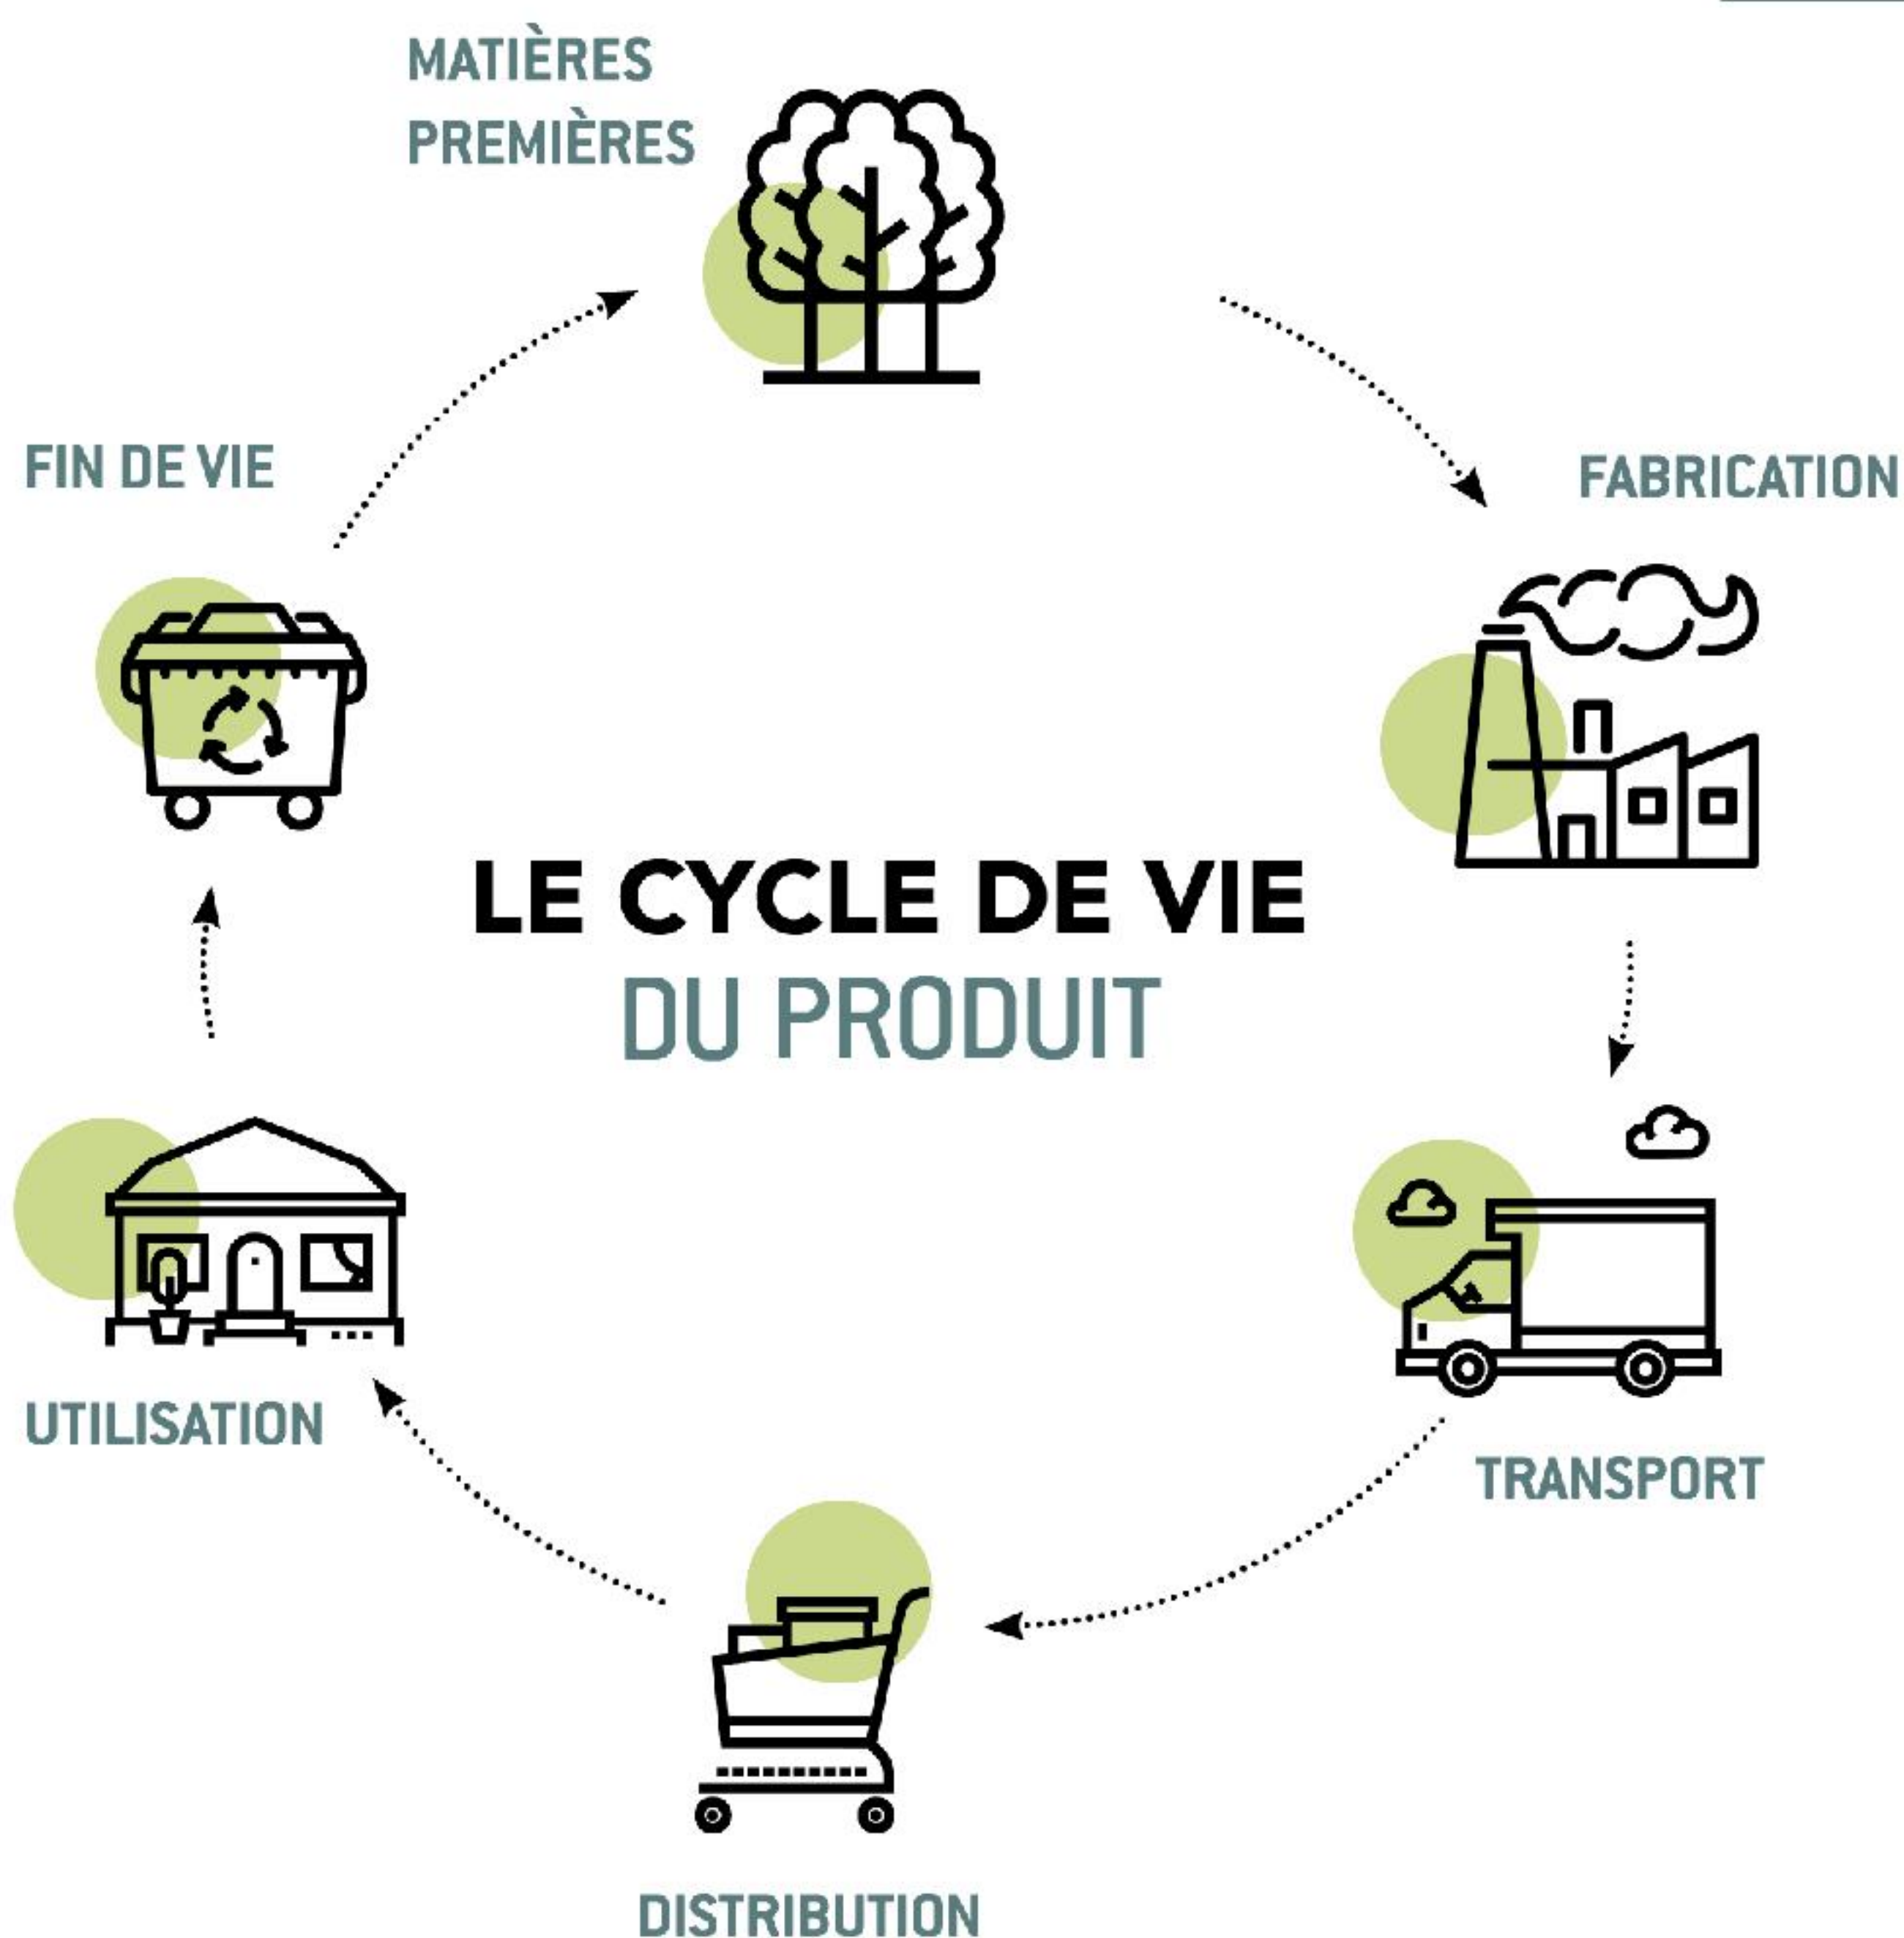 MATIÈRES
PREMIÈRES
FIN DE VIE
FABRICATION
LE CYCLE DE VIE
DU PRODUIT
UTILISATION
TRANSPORT
DISTRIBUTION